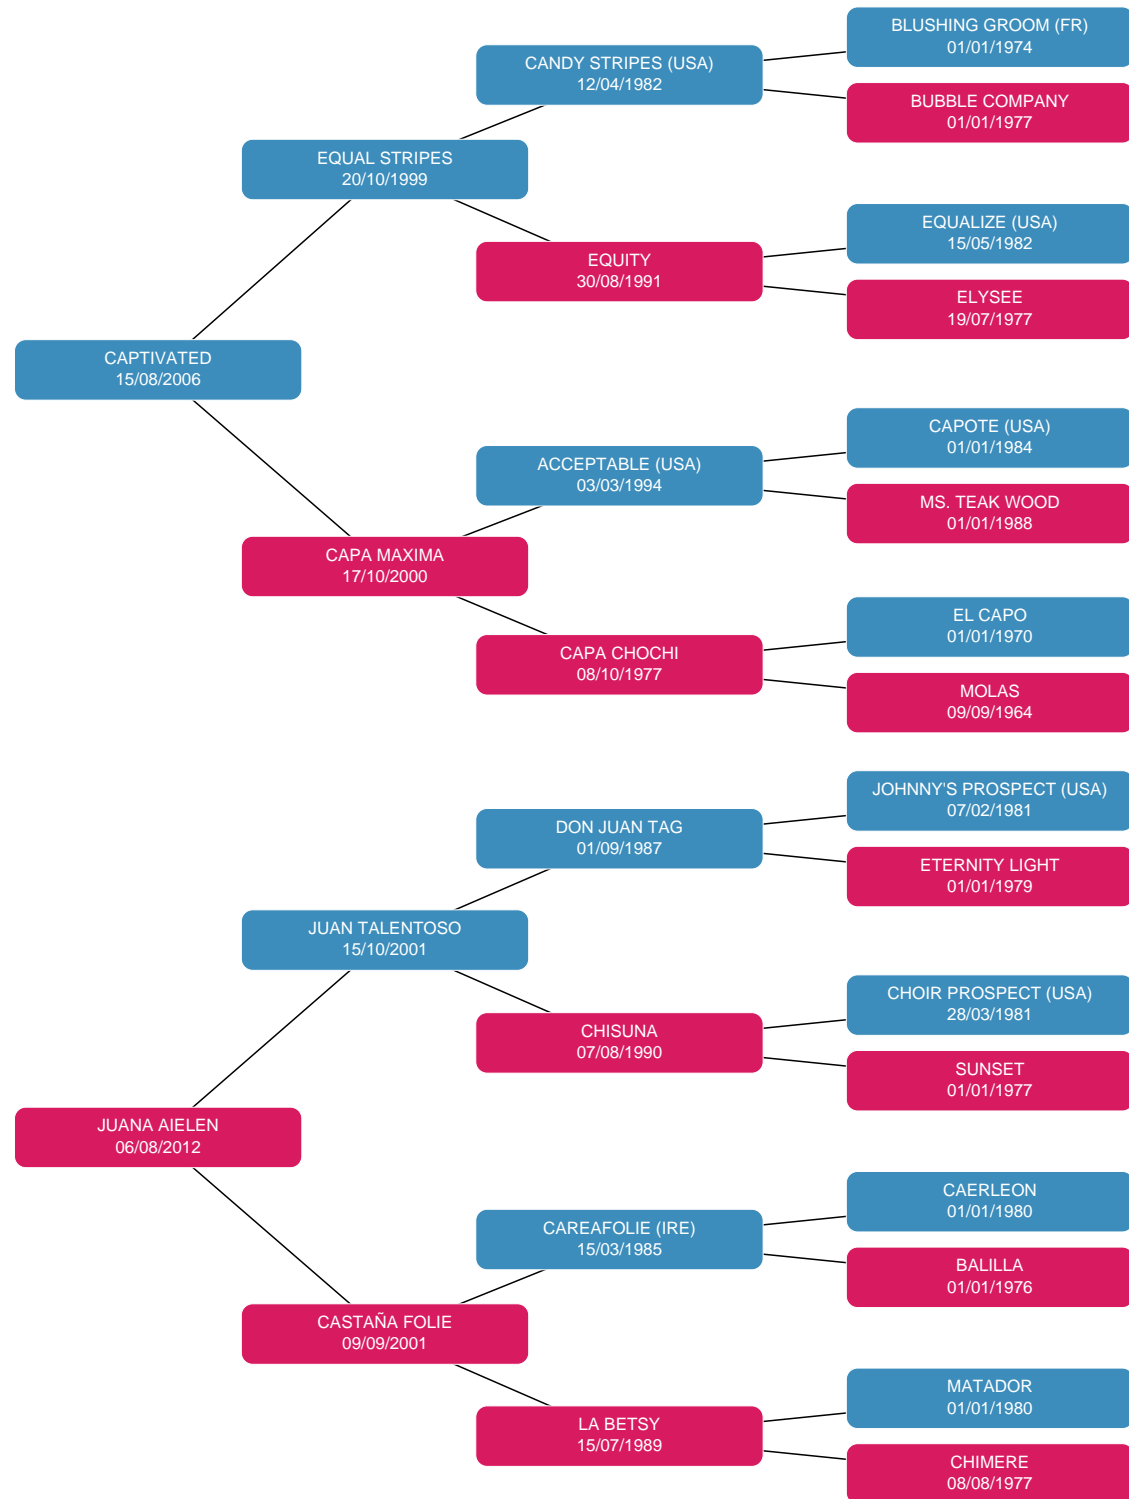 BLUSHING GROOM (FR)
01/01/1974
CANDY STRIPES (USA)
12/04/1982
BUBBLE COMPANY
01/01/1977
EQUAL STRIPES
20/10/1999
EQUALIZE (USA)
15/05/1982
EQUITY
30/08/1991
ELYSEE
19/07/1977
CAPTIVATED
15/08/2006
CAPOTE (USA)
01/01/1984
ACCEPTABLE (USA)
03/03/1994
MS. TEAK WOOD
01/01/1988
CAPA MAXIMA
17/10/2000
EL CAPO
01/01/1970
CAPA CHOCHI
08/10/1977
MOLAS
09/09/1964
JOHNNY'S PROSPECT (USA)
07/02/1981
DON JUAN TAG
01/09/1987
ETERNITY LIGHT
01/01/1979
JUAN TALENTOSO
15/10/2001
CHOIR PROSPECT (USA)
28/03/1981
CHISUNA
07/08/1990
SUNSET
01/01/1977
JUANA AIELEN
06/08/2012
CAERLEON
01/01/1980
CAREAFOLIE (IRE)
15/03/1985
BALILLA
01/01/1976
CASTAÑA FOLIE
09/09/2001
MATADOR
01/01/1980
LA BETSY
15/07/1989
CHIMERE
08/08/1977